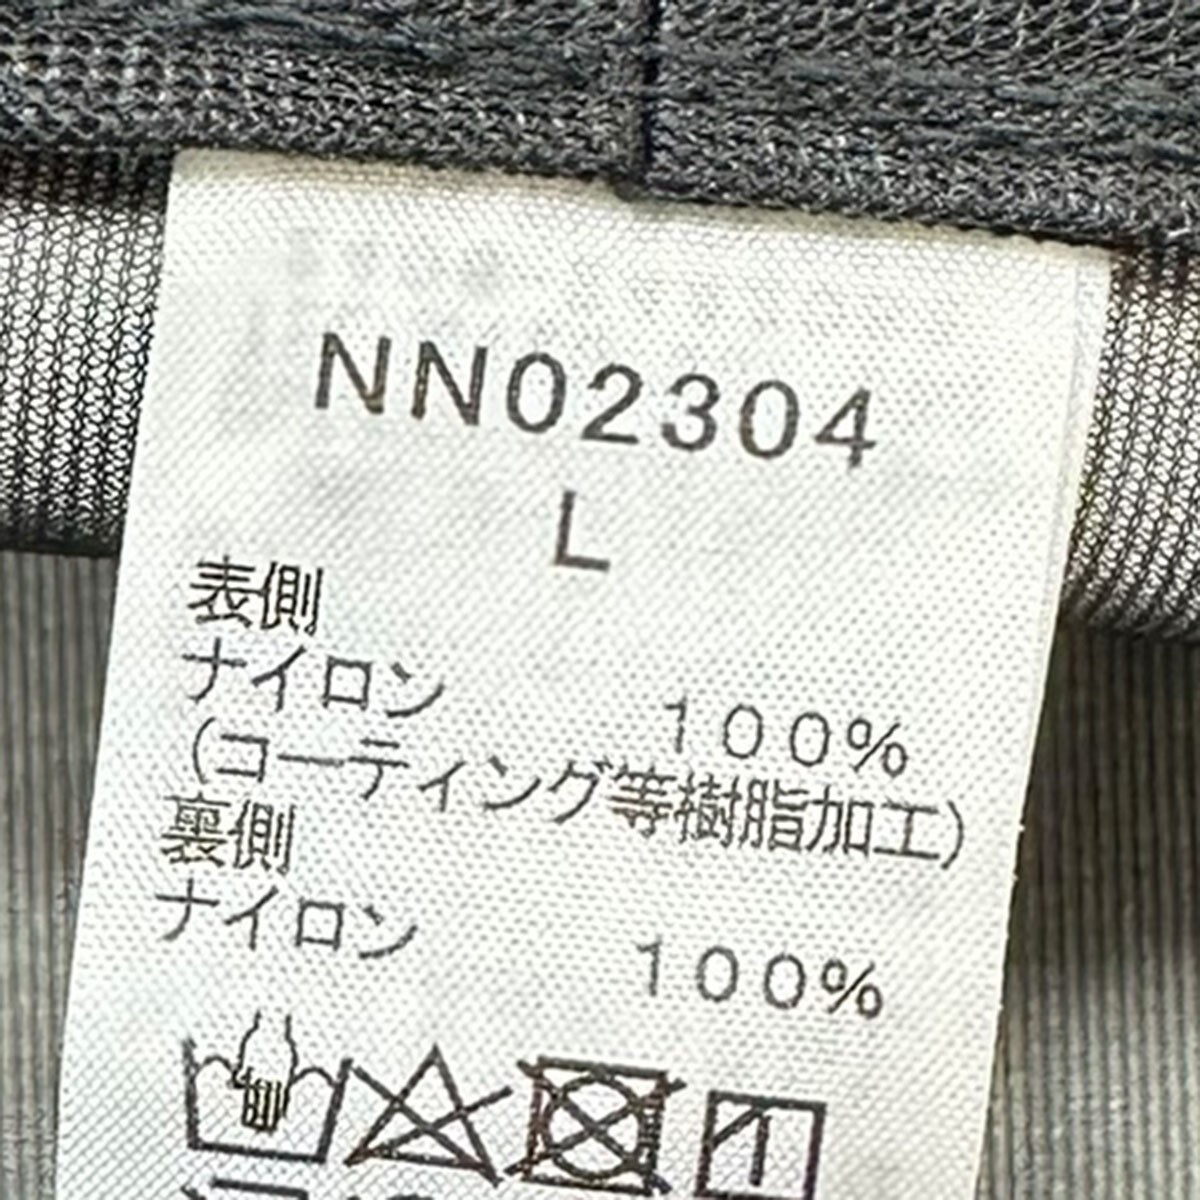 NN02304
L
表側
ナイロン 100%
(コーティング等樹脂加工)
裏側
ナイロン 100%